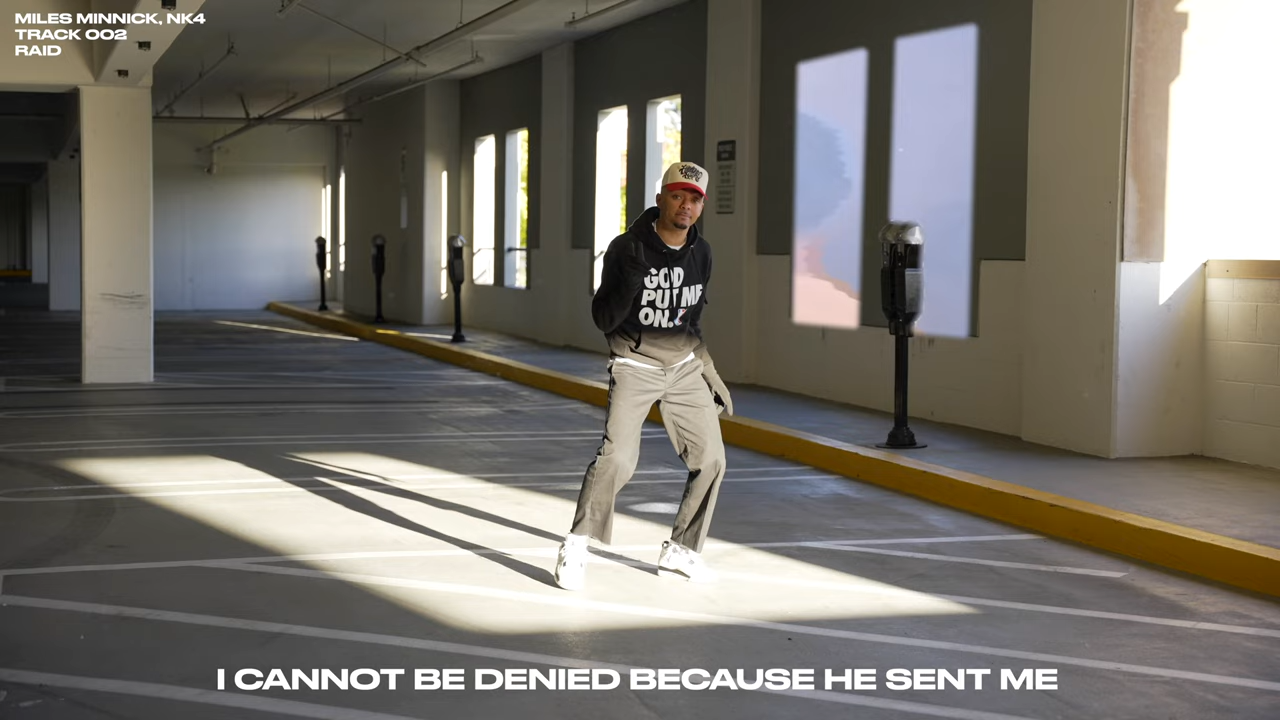 MILES MINNICK, NK4
TRACK 002
RAID
GOD
PUT ME
ON.
I CANNOT BE DENIED BECAUSE HE SENT ME